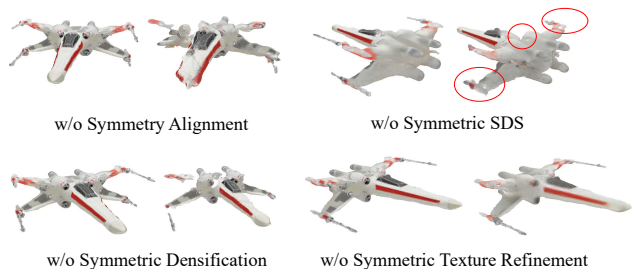 w/o Symmetry Alignment
w/o Symmetric SDS
w/o Symmetric Densification
w/o Symmetric Texture Refinement